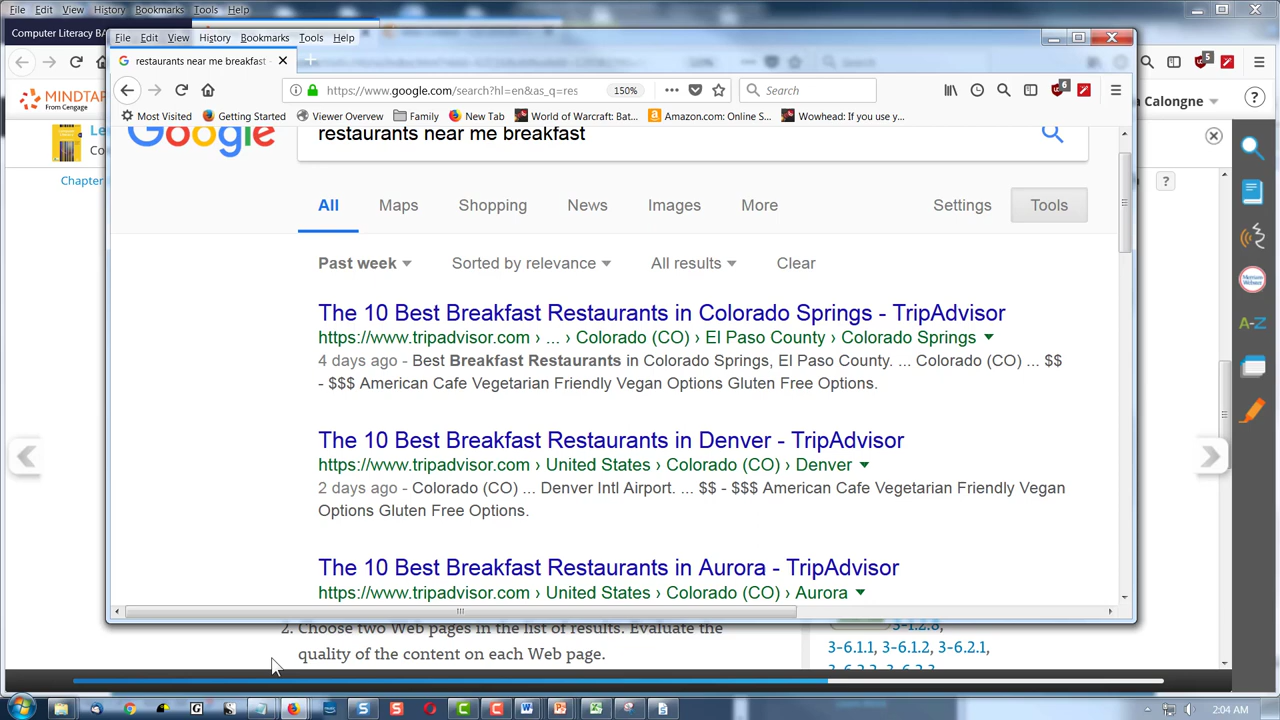 File Edit View History Bookmarks Tools Help
Computer Literacy BA
File Edit View History Bookmarks Tools Help
restaurants near me breakfast
https://www.google.com/search?hl=en&as_q=res 150% Search
Most Visited Getting Started Viewer Overview Family New Tab World of Warcraft: Bat... Amazon.com: Online S... Wowhead: If you use y...
MINDTAP
From Cengage
a Calongne
Google restaurants near me breakfast
Chapter
All Maps Shopping News Images More Settings Tools
Past week Sorted by relevance All results Clear
The 10 Best Breakfast Restaurants in Colorado Springs - TripAdvisor
https://www.tripadvisor.com › ... › Colorado (CO) › El Paso County › Colorado Springs
4 days ago - Best Breakfast Restaurants in Colorado Springs, El Paso County. ... Colorado (CO) ... $$
- $$$ American Cafe Vegetarian Friendly Vegan Options Gluten Free Options.
The 10 Best Breakfast Restaurants in Denver - TripAdvisor
https://www.tripadvisor.com › United States › Colorado (CO) › Denver
2 days ago - Colorado (CO) ... Denver Intl Airport. ... $$ - $$$ American Cafe Vegetarian Friendly Vegan
Options Gluten Free Options.
The 10 Best Breakfast Restaurants in Aurora - TripAdvisor
https://www.tripadvisor.com › United States › Colorado (CO) › Aurora
2. Choose two Web pages in the list of results. Evaluate the
quality of the content on each Web page.
3-1.2.8,
3-6.1.1, 3-6.1.2, 3-6.2.1,
A-Z
2:04 AM